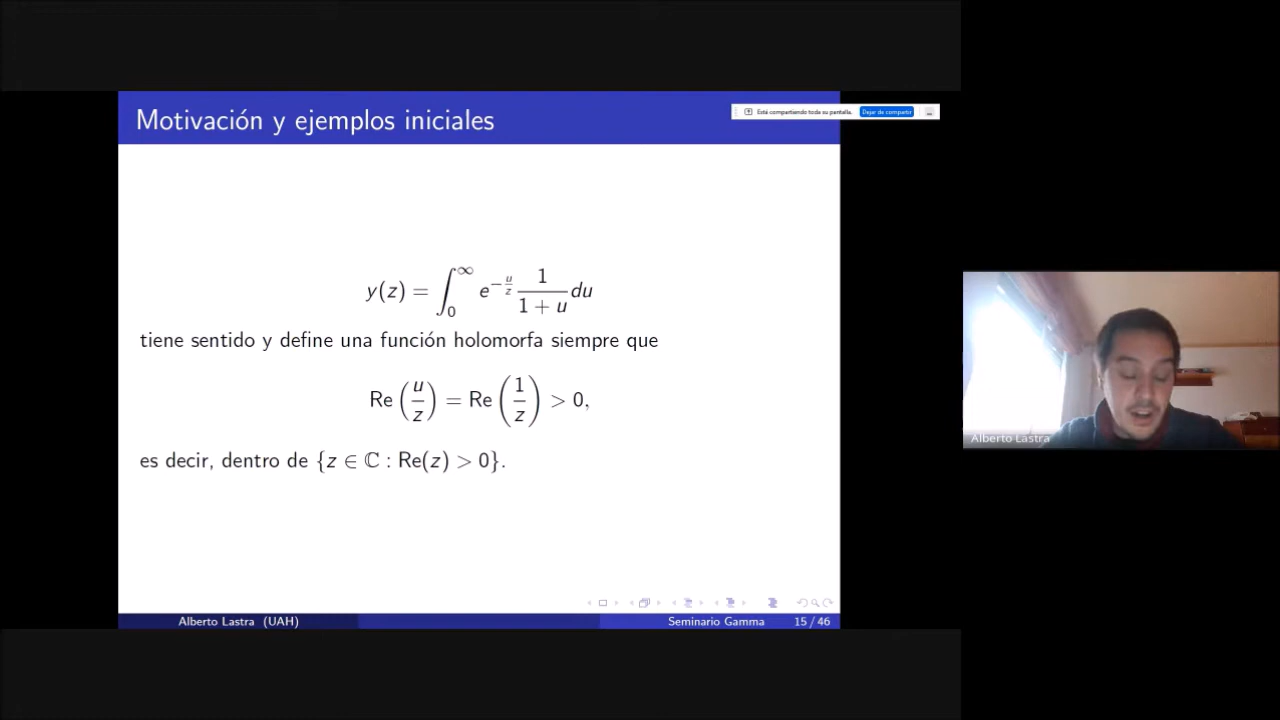 Motivación y ejemplos iniciales
Esté compartiendo toda su pantalla. Dejar de compartir
y(z) = ∫₀^∞ e^{-u/z} 1/(1 + u) du
tiene sentido y define una función holomorfa siempre que
Re(u/z) = Re(1/z) > 0,
es decir, dentro de {z ∈ ℂ : Re(z) > 0}.
Alberto Lastra
Alberto Lastra (UAH) Seminario Gamma 15 / 46